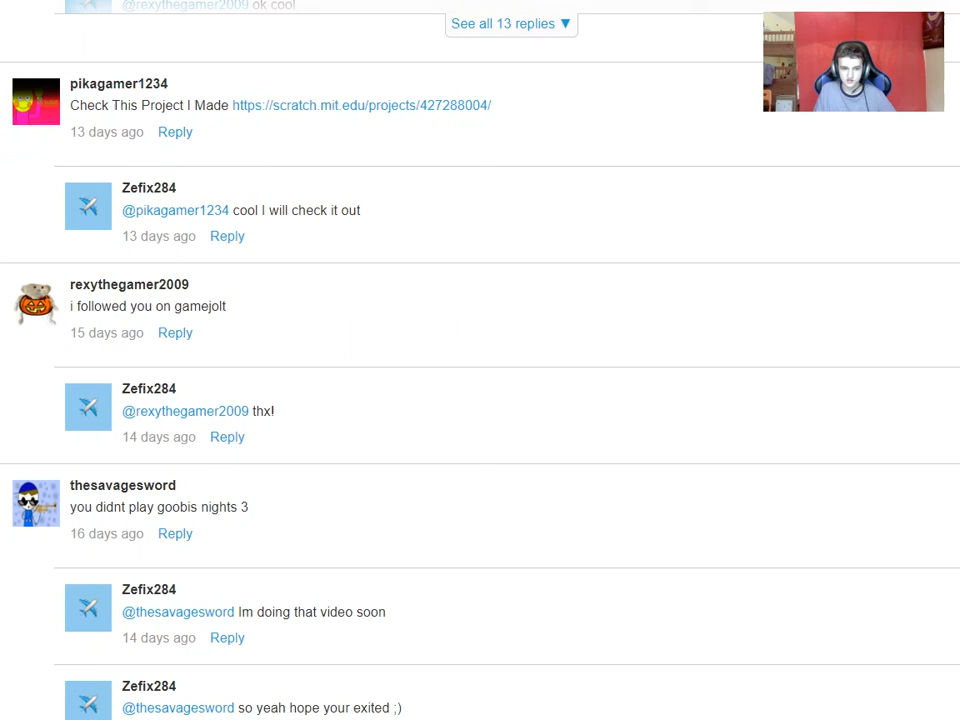 @rexythegamer2009 ok cool
See all 13 replies ▼
pikagamer1234
Check This Project I Made https://scratch.mit.edu/projects/427288004/
13 days ago Reply
Zefix284
@pikagamer1234 cool I will check it out
13 days ago Reply
rexythegamer2009
i followed you on gamejolt
15 days ago Reply
Zefix284
@rexythegamer2009 thx!
14 days ago Reply
thesavagesword
you didnt play goobis nights 3
16 days ago Reply
Zefix284
@thesavagesword Im doing that video soon
14 days ago Reply
Zefix284
@thesavagesword so yeah hope your exited ;)